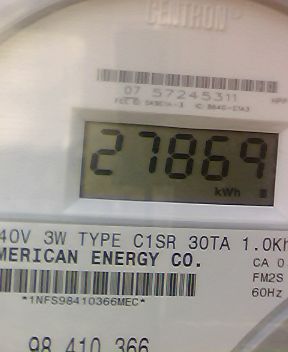 CENTRON®
07 57245311
27869
kWh
40V 3W TYPE C1SR 30TA 1.0Kh
MERICAN ENERGY CO.
CA 0
FM2S
*1NFS98410366MEC*
60Hz
98 410 366